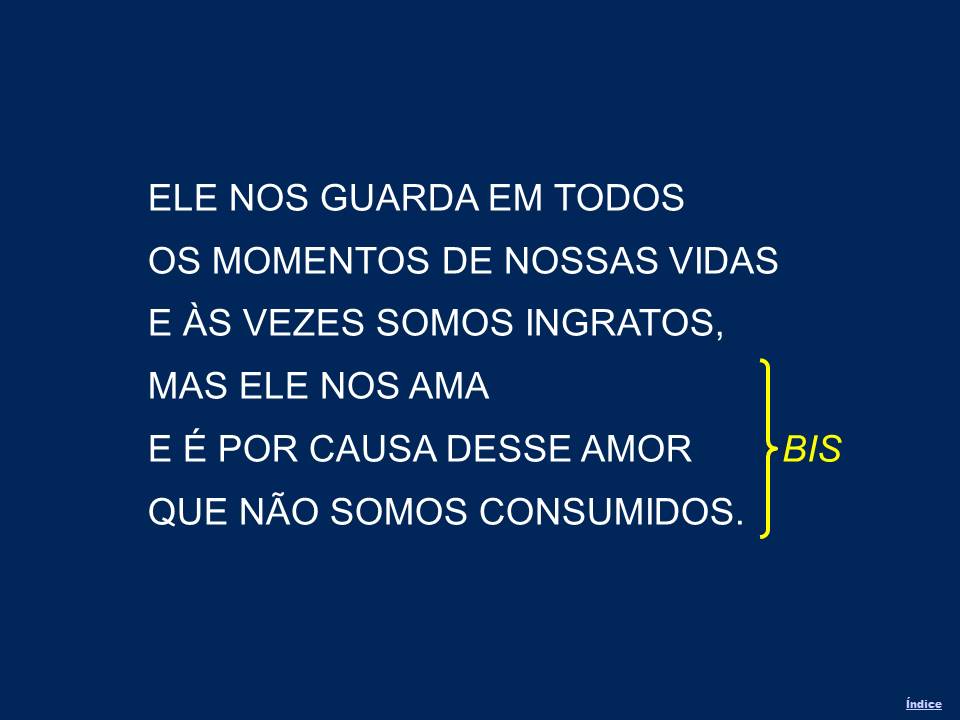 ELE NOS GUARDA EM TODOS
OS MOMENTOS DE NOSSAS VIDAS
E ÀS VEZES SOMOS INGRATOS,
MAS ELE NOS AMA
E É POR CAUSA DESSE AMOR BIS
QUE NÃO SOMOS CONSUMIDOS.
Índice